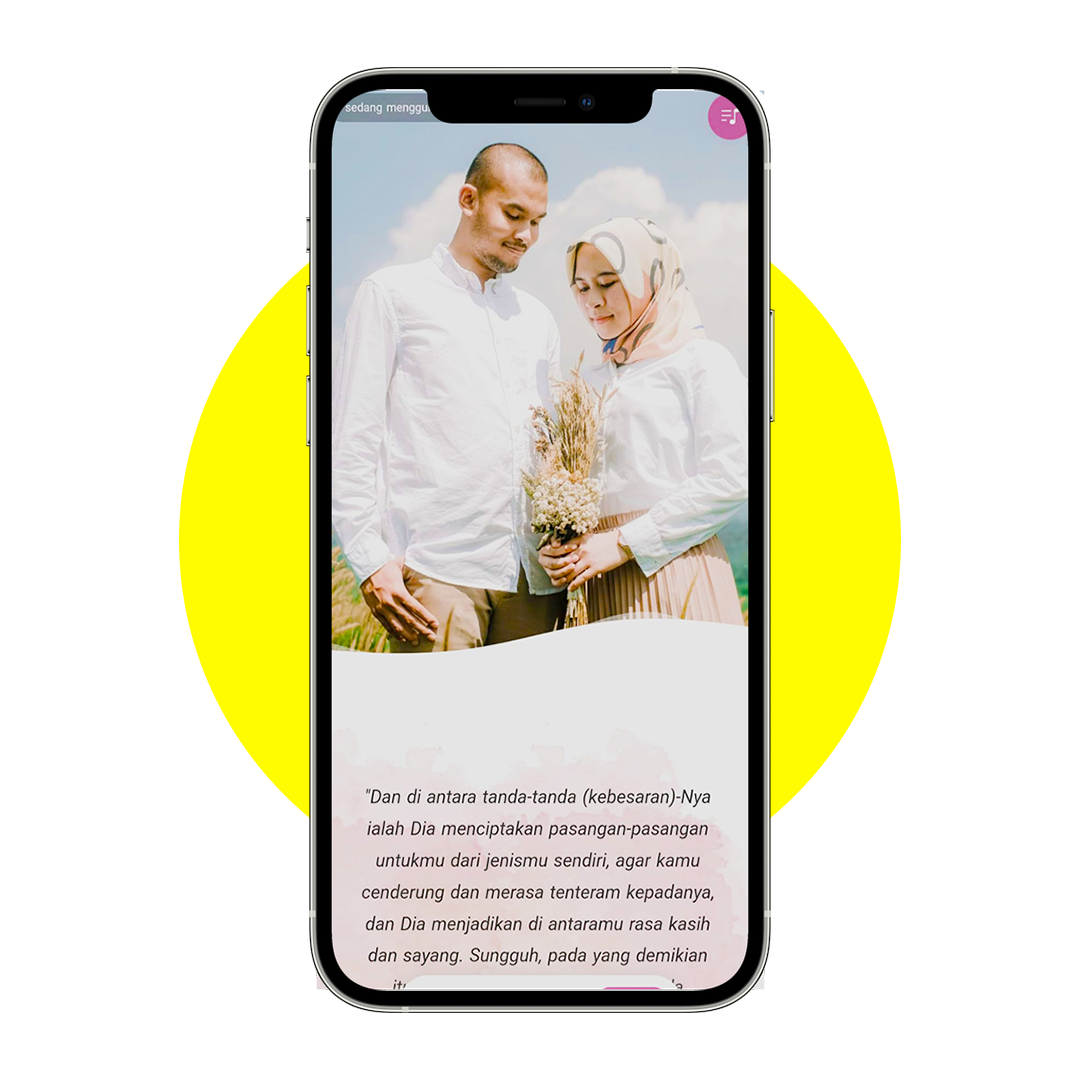 sedang menggu
"Dan di antara tanda-tanda (kebesaran)-Nya
ialah Dia menciptakan pasangan-pasangan
untukmu dari jenismu sendiri, agar kamu
cenderung dan merasa tenteram kepadanya,
dan Dia menjadikan di antaramu rasa kasih
dan sayang. Sungguh, pada yang demikian